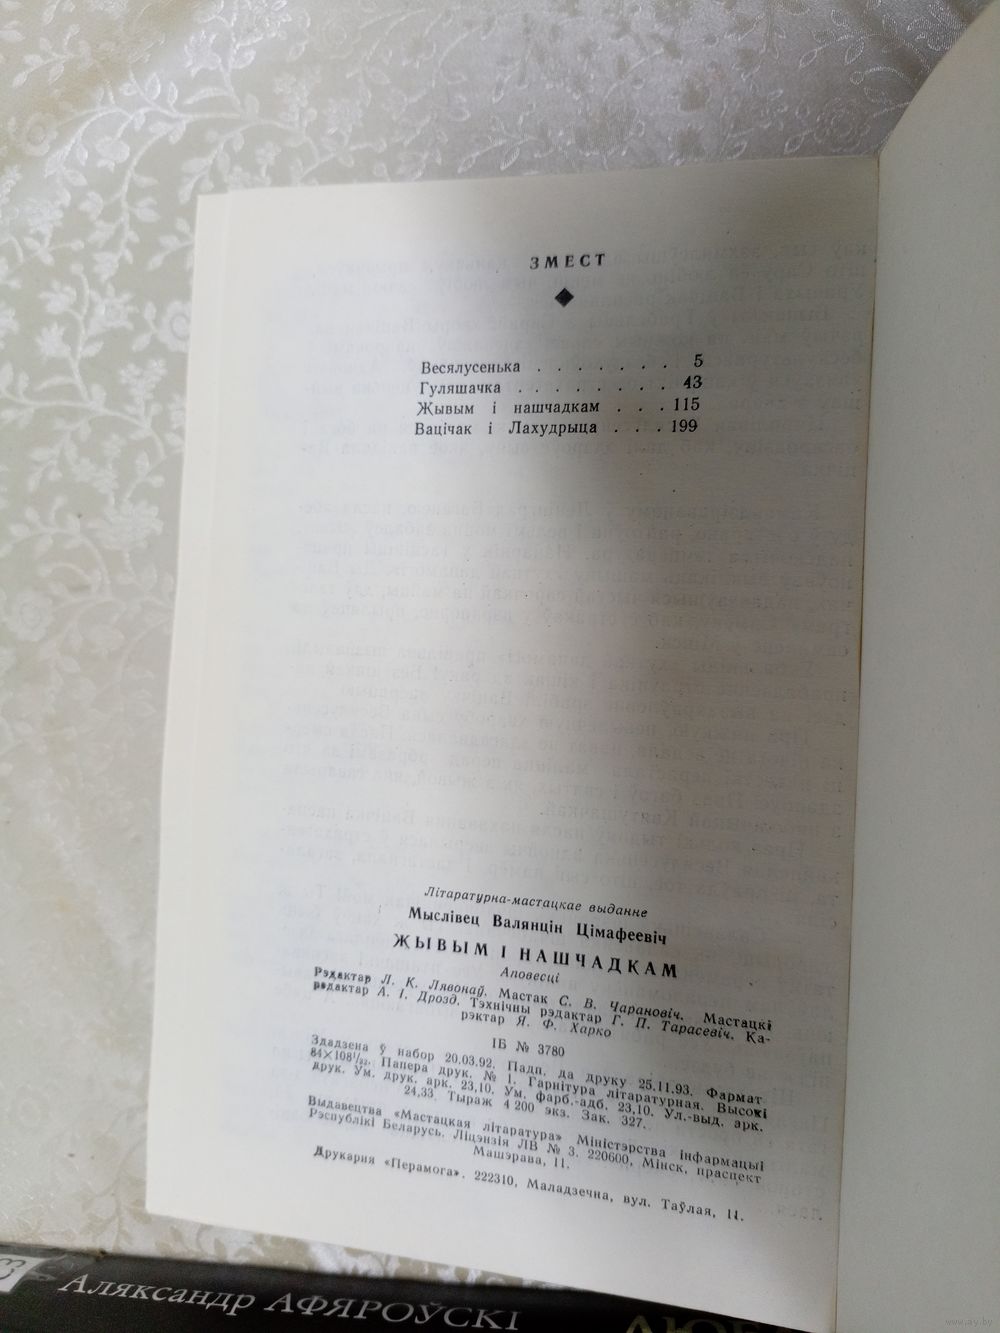 ЗМЕСТ
Весялусенька . . . . . . . 5
Гуляшачка . . . . . . . . . 43
Жывым і нашчадкам . . . 115
Вацічак і Лахудрыца . . . 199
Літаратурна-мастацкае выданне
Мыслівец Валянцін Цімафеевіч
ЖЫВЫМ І НАШЧАДКАМ
Аповесці
Рэдактар Л. К. Лявонаў. Мастак С. В. Чарановіч. Мастацкі
рэдактар А. І. Дрозд. Тэхнічны рэдактар Г. П. Тарасевіч. Ка-
рэктар Я. Ф. Харко
ІБ № 3780
Здадзена ў набор 20.03.92. Падп. да друку 25.11.93. Фармат
84×108¹/₃₂. Папера друк. № 1. Гарнітура літаратурная. Высокі
друк. Ум. друк. арк. 23,10. Ум. фарб.-адб. 23,10. Ул.-выд. арк.
24,33. Тыраж 4 200 экз. Зак. 327.
Выдавецтва «Мастацкая літаратура» Міністэрства інфармацыі
Рэспублікі Беларусь. Ліцэнзія ЛВ № 3. 220600, Мінск, праспект
Машэрава, 11.
Друкарня «Перамога». 222310, Маладзечна, вул. Таўлая, 11.
Аляксандр АФЯРОЎСКІ
www.ay.by